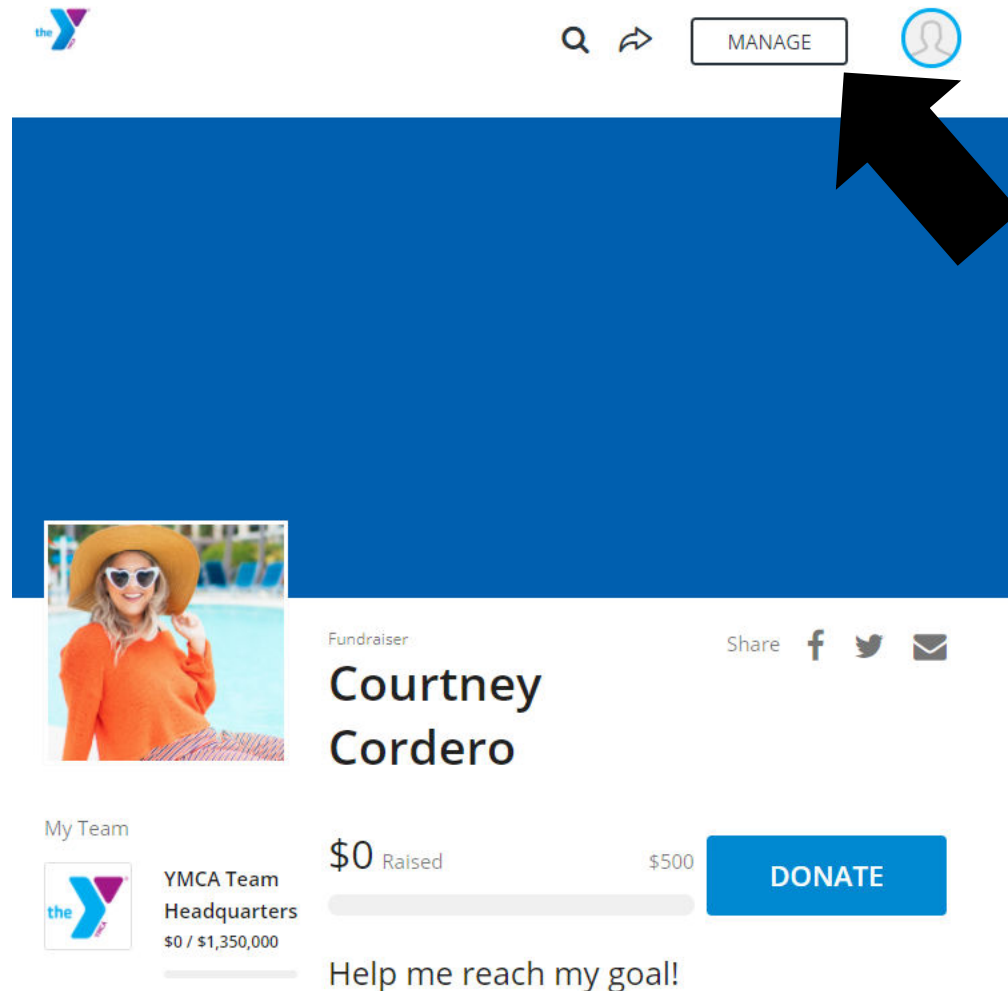 the
MANAGE
Fundraiser
Share
Courtney
Cordero
My Team
$0 Raised
$500
DONATE
the
YMCA
YMCA Team
Headquarters
$0 / $1,350,000
Help me reach my goal!